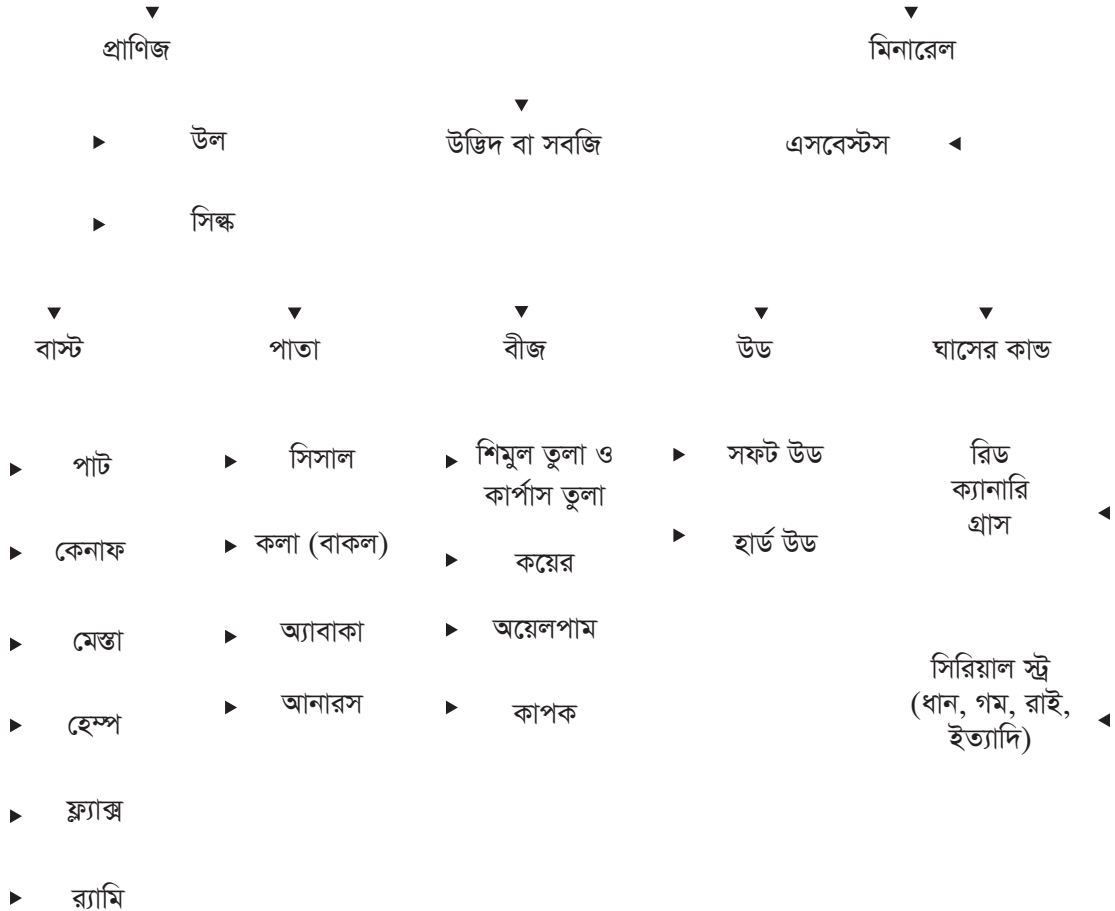 প্রাণিজ
মিনারেল
উল
উদ্ভিদ বা সবজি
এসবেস্টস
সিল্ক
বাস্ট
পাতা
বীজ
উড
ঘাসের কান্ড
পাট
কেনাফ
মেস্তা
হেম্প
ফ্ল্যাক্স
র‍্যামি
সিসাল
কলা (বাকল)
অ্যাবাকা
আনারস
শিমুল তুলা ও
কার্পাস তুলা
কয়ের
অয়েলপাম
কাপক
সফট উড
হার্ড উড
রিড
ক্যানারি
গ্রাস
সিরিয়াল স্ট্র
(ধান, গম, রাই,
ইত্যাদি)